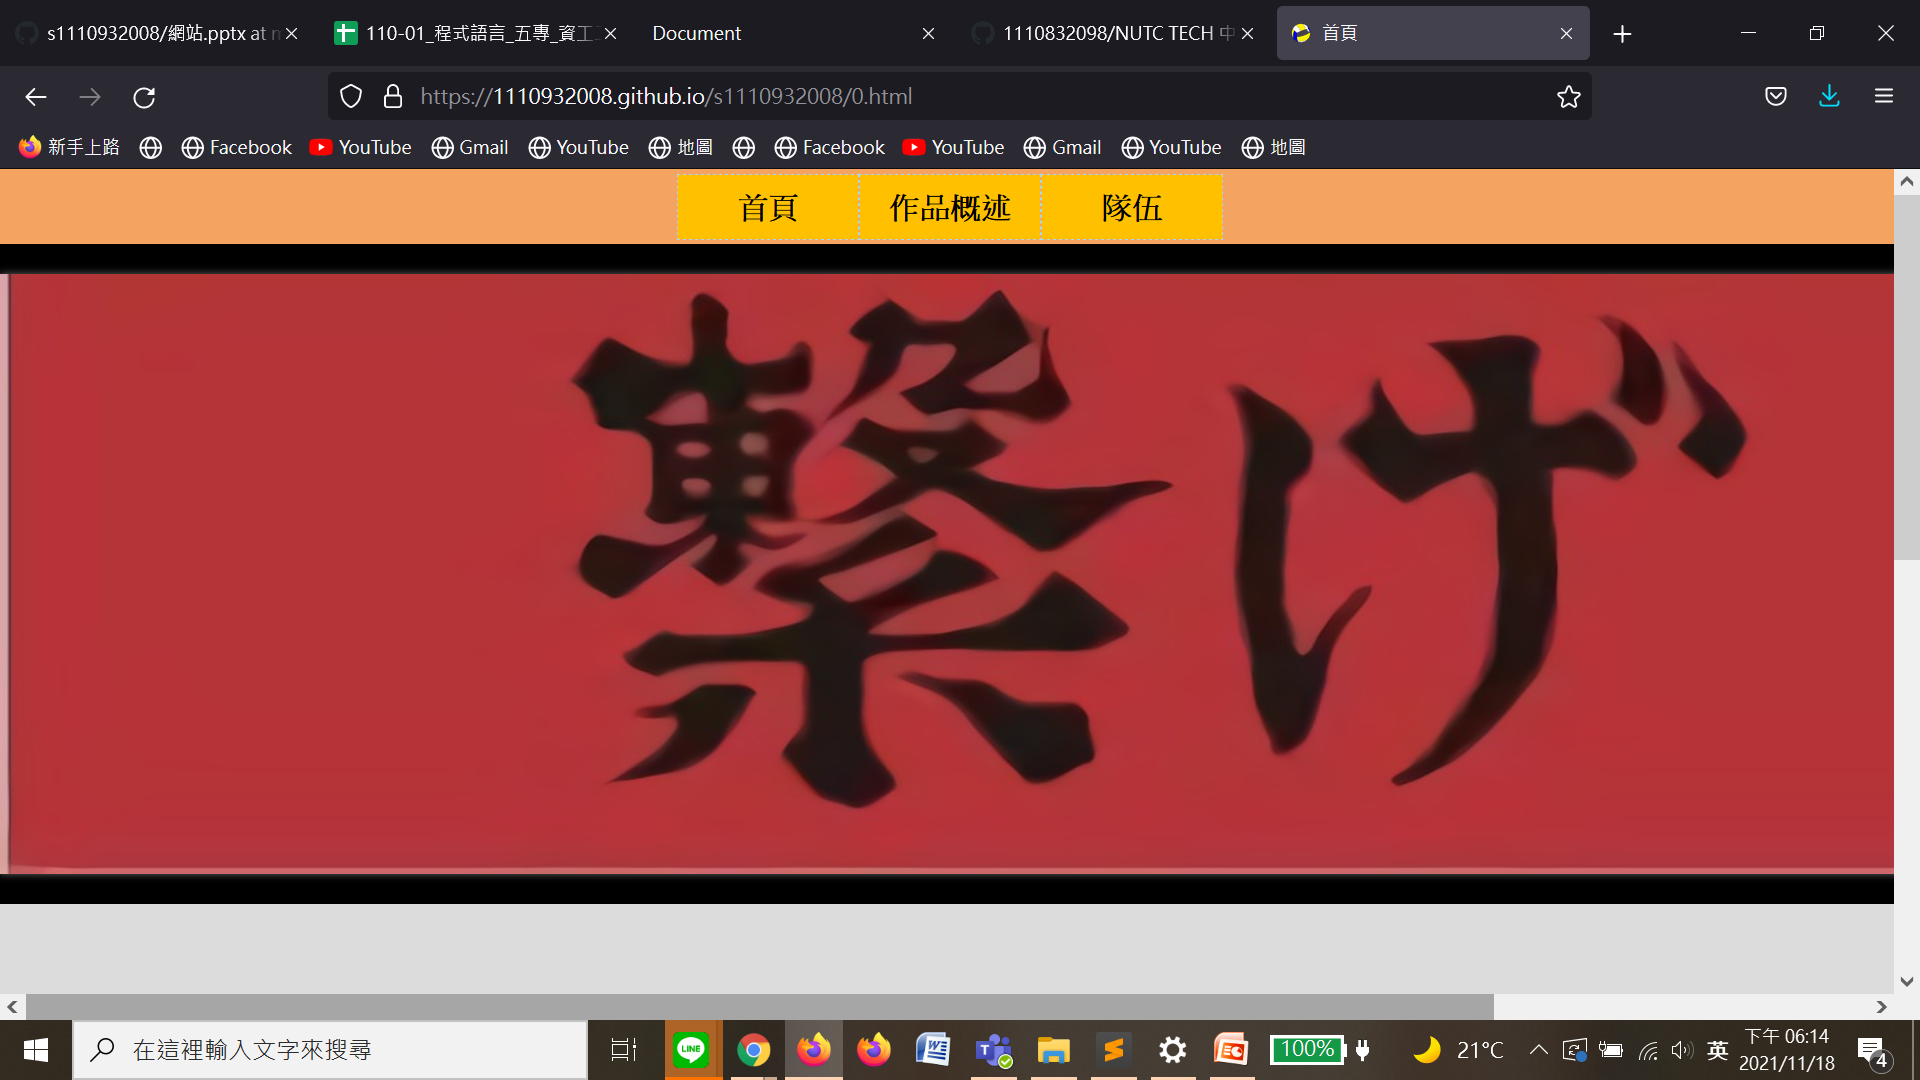 s1110932008/網站.pptx at n
110-01_程式語言_五專_資工
Document
1110832098/NUTC TECH 中
首頁
https://1110932008.github.io/s1110932008/0.html
新手上路 Facebook YouTube Gmail YouTube 地圖 Facebook YouTube Gmail YouTube 地圖
首頁 作品概述 隊伍
繋げ
在這裡輸入文字來搜尋
LINE
100%
21°C
英
下午 06:14
2021/11/18
4